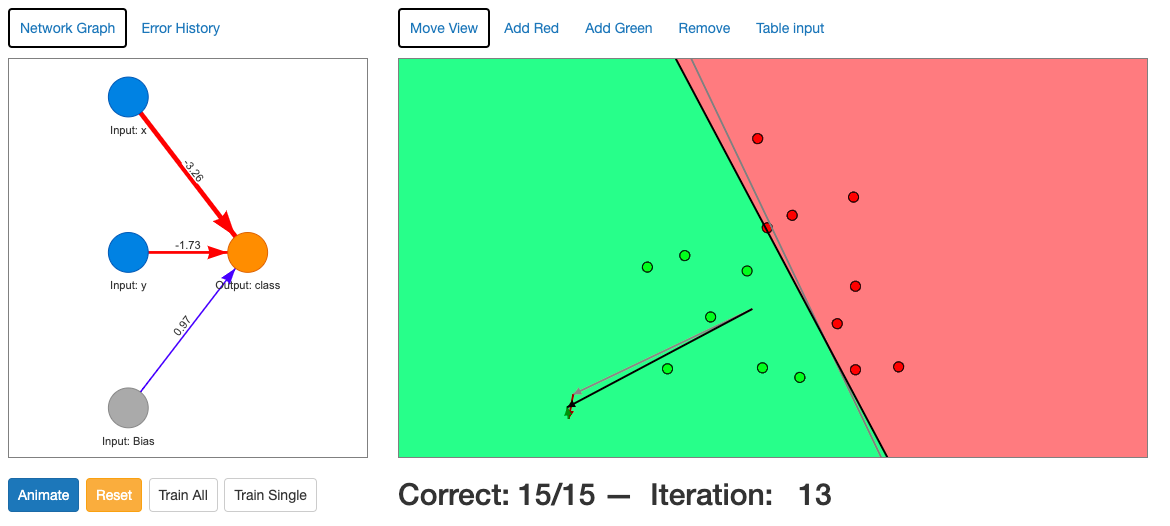 Network Graph Error History
Move View Add Red Add Green Remove Table input
Input: x
-3.26
-1.73
Input: y
Output: class
0.97
Input: Bias
Animate Reset Train All Train Single
Correct: 15/15 — Iteration: 13